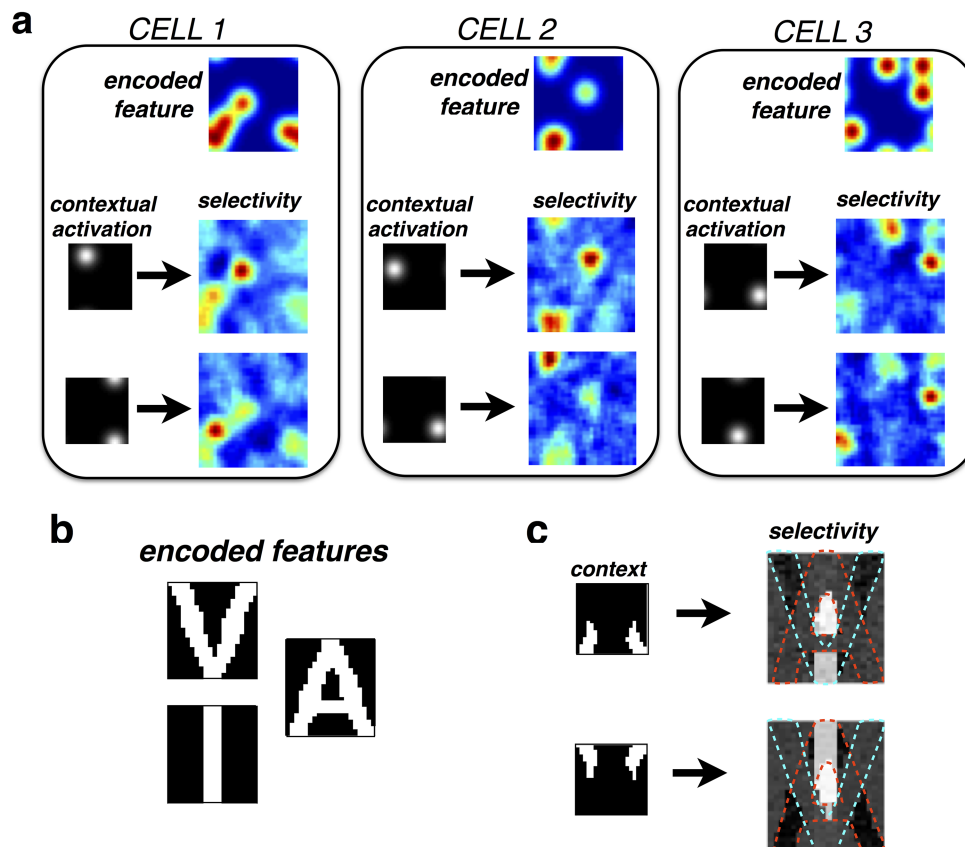 a
CELL 1
CELL 2
CELL 3
encoded
feature
encoded
feature
encoded
feature
contextual
activation
selectivity
contextual
activation
selectivity
contextual
activation
selectivity
b
encoded features
V
A
I
c
context
selectivity